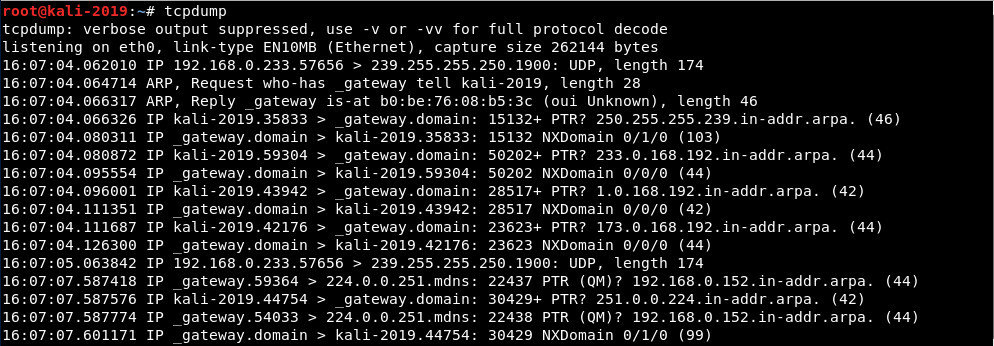 root@kali-2019:~# tcpdump
tcpdump: verbose output suppressed, use -v or -vv for full protocol decode
listening on eth0, link-type EN10MB (Ethernet), capture size 262144 bytes
16:07:04.062010 IP 192.168.0.233.57656 > 239.255.255.250.1900: UDP, length 174
16:07:04.064714 ARP, Request who-has _gateway tell kali-2019, length 28
16:07:04.066317 ARP, Reply _gateway is-at b0:be:76:08:b5:3c (oui Unknown), length 46
16:07:04.066326 IP kali-2019.35833 > _gateway.domain: 15132+ PTR? 250.255.255.239.in-addr.arpa. (46)
16:07:04.080311 IP _gateway.domain > kali-2019.35833: 15132 NXDomain 0/1/0 (103)
16:07:04.080872 IP kali-2019.59304 > _gateway.domain: 50202+ PTR? 233.0.168.192.in-addr.arpa. (44)
16:07:04.095554 IP _gateway.domain > kali-2019.59304: 50202 NXDomain 0/0/0 (44)
16:07:04.096001 IP kali-2019.43942 > _gateway.domain: 28517+ PTR? 1.0.168.192.in-addr.arpa. (42)
16:07:04.111351 IP _gateway.domain > kali-2019.43942: 28517 NXDomain 0/0/0 (42)
16:07:04.111687 IP kali-2019.42176 > _gateway.domain: 23623+ PTR? 173.0.168.192.in-addr.arpa. (44)
16:07:04.126300 IP _gateway.domain > kali-2019.42176: 23623 NXDomain 0/0/0 (44)
16:07:05.063842 IP 192.168.0.233.57656 > 239.255.255.250.1900: UDP, length 174
16:07:07.587418 IP _gateway.59364 > 224.0.0.251.mdns: 22437 PTR (QM)? 192.168.0.152.in-addr.arpa. (44)
16:07:07.587576 IP kali-2019.44754 > _gateway.domain: 30429+ PTR? 251.0.0.224.in-addr.arpa. (42)
16:07:07.587774 IP _gateway.54033 > 224.0.0.251.mdns: 22438 PTR (QM)? 192.168.0.152.in-addr.arpa. (44)
16:07:07.601171 IP _gateway.domain > kali-2019.44754: 30429 NXDomain 0/1/0 (99)